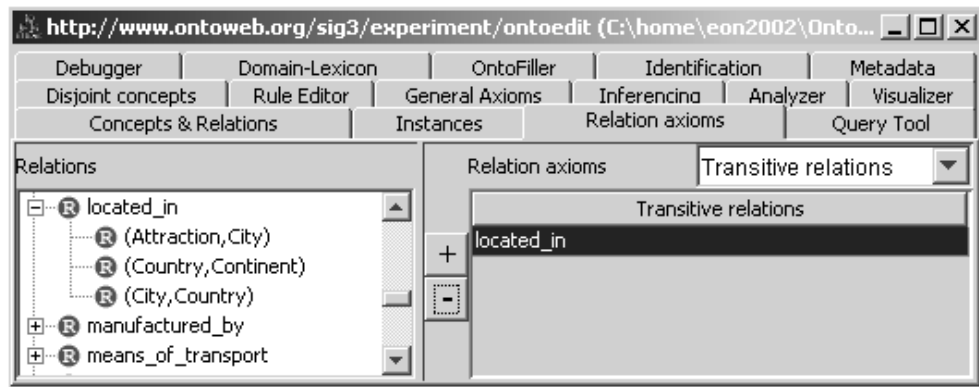 http://www.ontoweb.org/sig3/experiment/ontoedit (C:\home\eon2002\Onto...
Debugger Domain-Lexicon OntoFiller Identification Metadata
Disjoint concepts Rule Editor General Axioms Inferencing Analyzer Visualizer
Concepts & Relations Instances Relation axioms Query Tool
Relations
located_in
(Attraction,City)
(Country,Continent)
(City,Country)
manufactured_by
means_of_transport
Relation axioms Transitive relations
Transitive relations
located_in